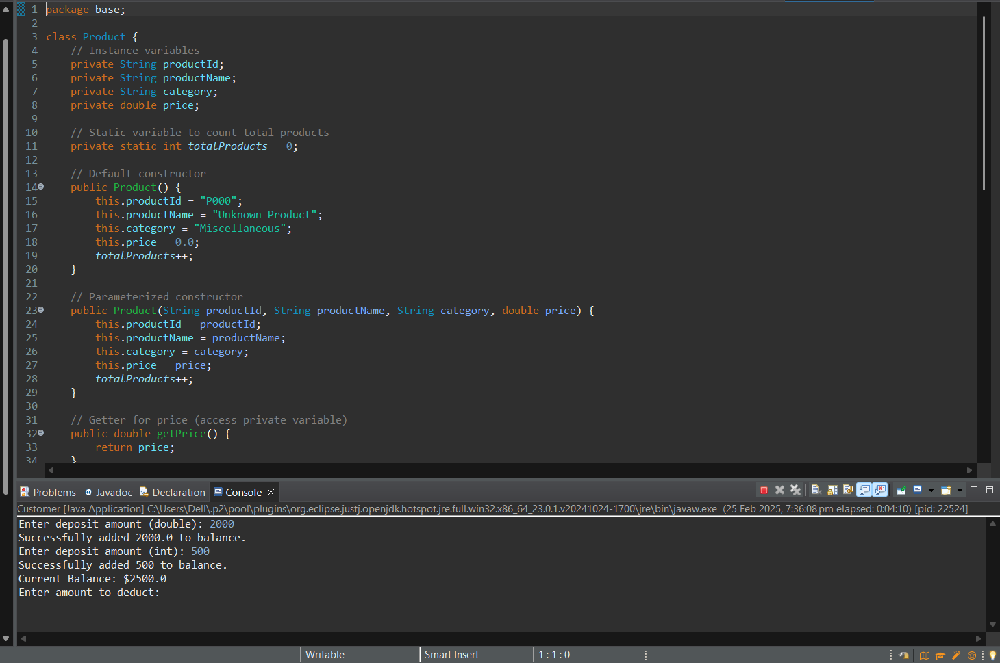 1 package base;
2
3 class Product {
4 // Instance variables
5 private String productId;
6 private String productName;
7 private String category;
8 private double price;
9
10 // Static variable to count total products
11 private static int totalProducts = 0;
12
13 // Default constructor
14 public Product() {
15 this.productId = "P000";
16 this.productName = "Unknown Product";
17 this.category = "Miscellaneous";
18 this.price = 0.0;
19 totalProducts++;
20 }
21
22 // Parameterized constructor
23 public Product(String productId, String productName, String category, double price) {
24 this.productId = productId;
25 this.productName = productName;
26 this.category = category;
27 this.price = price;
28 totalProducts++;
29 }
30
31 // Getter for price (access private variable)
32 public double getPrice() {
33 return price;
34 }
Problems @ Javadoc Declaration Console
Customer [Java Application] C:\Users\Dell\.p2\pool\plugins\org.eclipse.justj.openjdk.hotspot.jre.full.win32.x86_64_23.0.1.v20241024-1700\jre\bin\javaw.exe (25 Feb 2025, 7:36:08 pm elapsed: 0:04:10) [pid: 22524]
Enter deposit amount (double): 2000
Successfully added 2000.0 to balance.
Enter deposit amount (int): 500
Successfully added 500 to balance.
Current Balance: $2500.0
Enter amount to deduct:
Writable Smart Insert 1 : 1 : 0